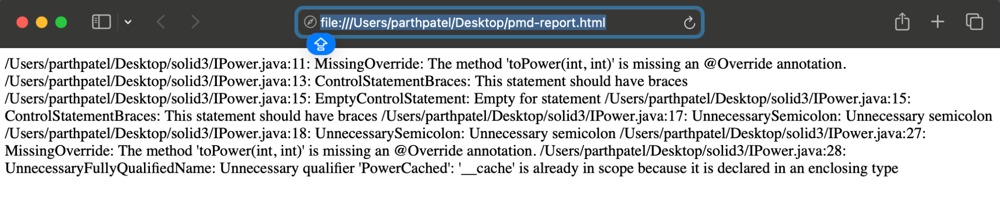 file:///Users/parthpatel/Desktop/pmd-report.html
/Users/parthpatel/Desktop/solid3/IPower.java:11: MissingOverride: The method 'toPower(int, int)' is missing an @Override annotation.
/Users/parthpatel/Desktop/solid3/IPower.java:13: ControlStatementBraces: This statement should have braces
/Users/parthpatel/Desktop/solid3/IPower.java:15: EmptyControlStatement: Empty for statement /Users/parthpatel/Desktop/solid3/IPower.java:15:
ControlStatementBraces: This statement should have braces /Users/parthpatel/Desktop/solid3/IPower.java:17: UnnecessarySemicolon: Unnecessary semicolon
/Users/parthpatel/Desktop/solid3/IPower.java:18: UnnecessarySemicolon: Unnecessary semicolon /Users/parthpatel/Desktop/solid3/IPower.java:27:
MissingOverride: The method 'toPower(int, int)' is missing an @Override annotation. /Users/parthpatel/Desktop/solid3/IPower.java:28:
UnnecessaryFullyQualifiedName: Unnecessary qualifier 'PowerCached': '__cache' is already in scope because it is declared in an enclosing type